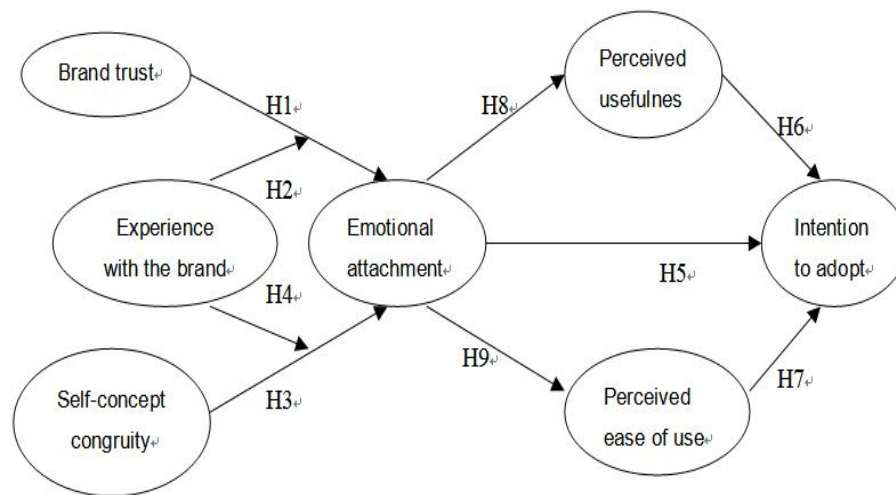 Brand trust
H1
H2
Experience
with the brand
H4
Self-concept
congruity
H3
Emotional
attachment
H8
Perceived
usefulnes
H6
H5
Intention
to adopt
H9
Perceived
ease of use
H7